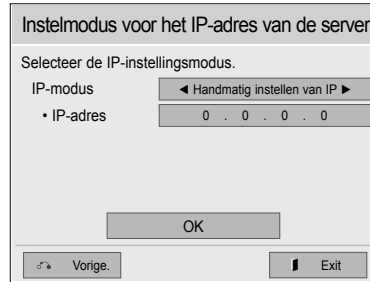 Instelmodus voor het IP-adres van de server
Selecteer de IP-instellingsmodus.
IP-modus ◄ Handmatig instellen van IP ►
• IP-adres 0 . 0 . 0 . 0
OK
Vorige. Exit